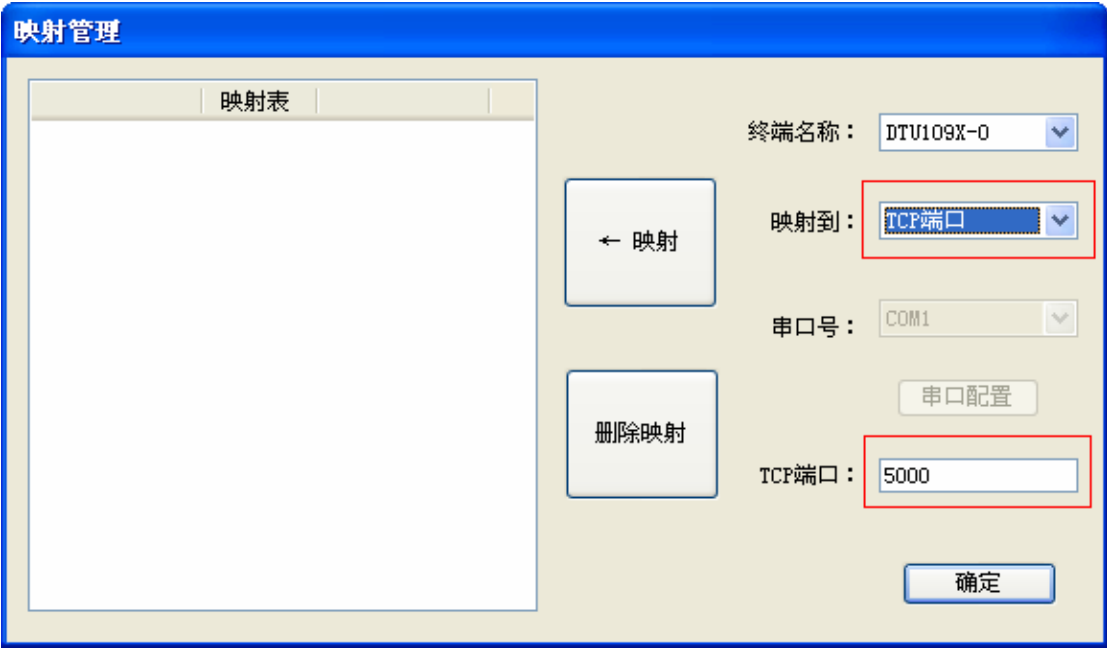 映射管理
映射表
终端名称：
DTU109X-0
← 映射
映射到：
TCP端口
串口号：
COM1
串口配置
删除映射
TCP端口：
5000
确定